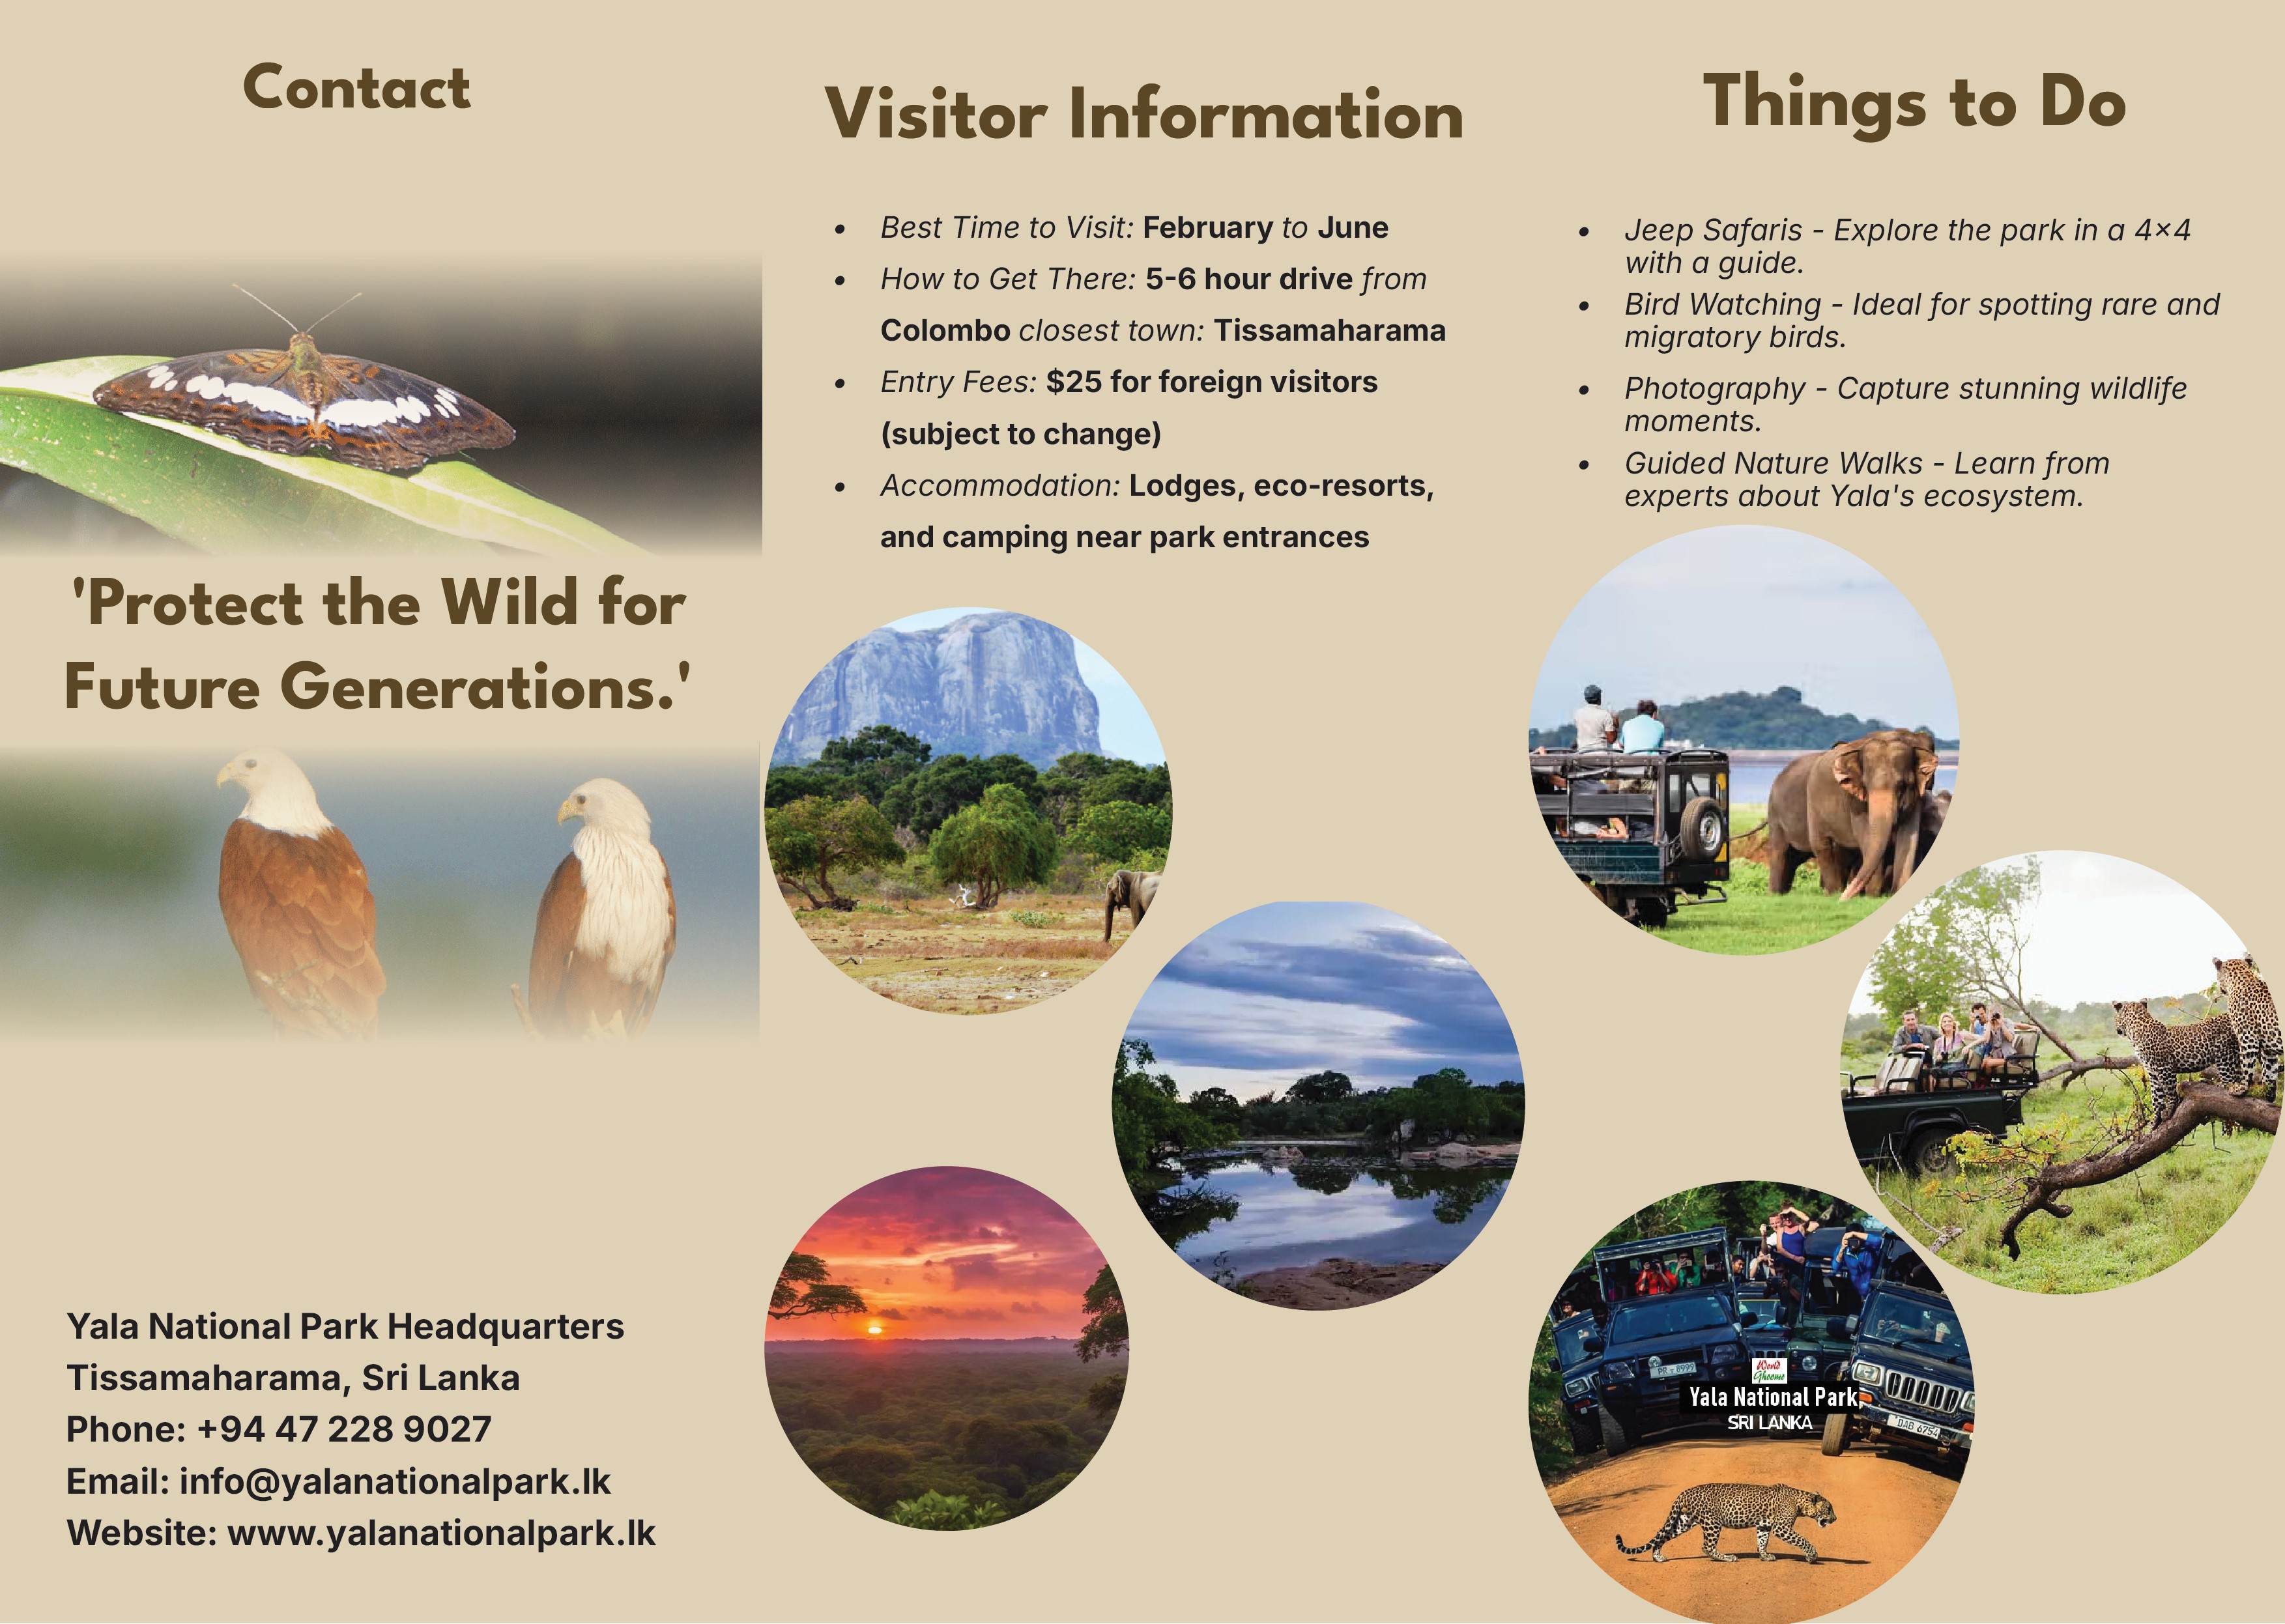 Contact
'Protect the Wild for
Future Generations.'
Yala National Park Headquarters
Tissamaharama, Sri Lanka
Phone: +94 47 228 9027
Email: info@yalanationalpark.lk
Website: www.yalanationalpark.lk
Visitor Information
• Best Time to Visit: February to June
• How to Get There: 5-6 hour drive from
Colombo closest town: Tissamaharama
• Entry Fees: $25 for foreign visitors
(subject to change)
• Accommodation: Lodges, eco-resorts,
and camping near park entrances
Things to Do
• Jeep Safaris - Explore the park in a 4×4
with a guide.
• Bird Watching - Ideal for spotting rare and
migratory birds.
• Photography - Capture stunning wildlife
moments.
• Guided Nature Walks - Learn from
experts about Yala's ecosystem.
World
Ghoomo
Yala National Park,
SRI LANKA
DAB 6754